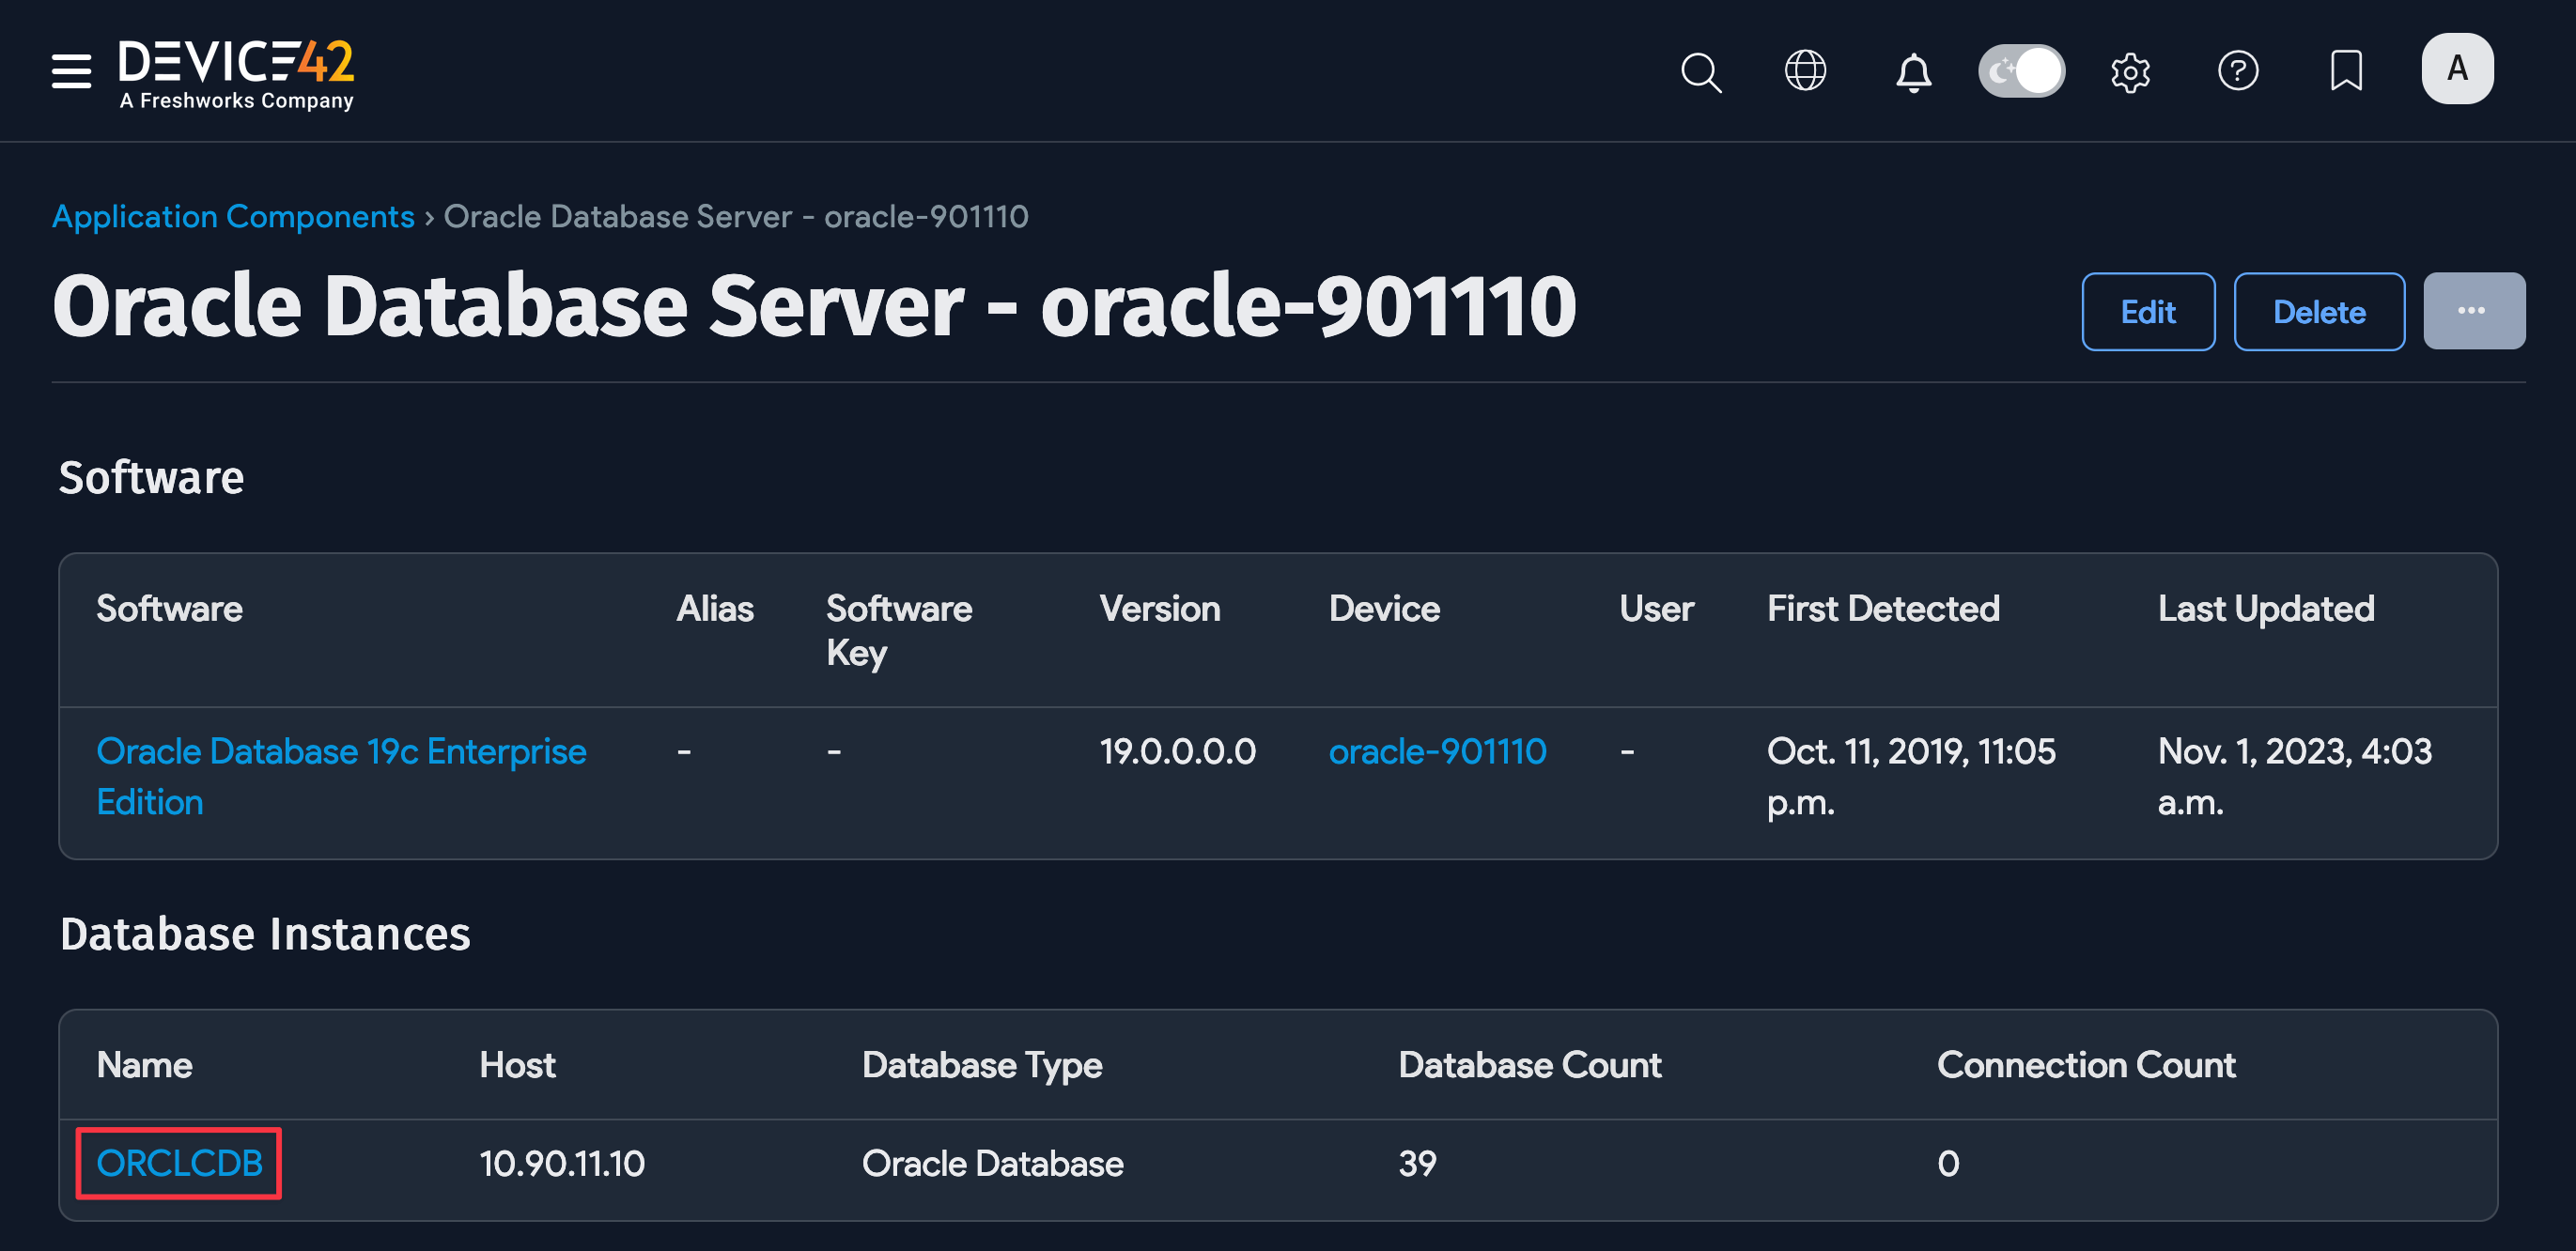 DEVICE42
A Freshworks Company
A
Application Components › Oracle Database Server - oracle-901110
Oracle Database Server - oracle-901110
Edit
Delete
...
Software
Software
Alias
Software
Key
Version
Device
User
First Detected
Last Updated
Oracle Database 19c Enterprise
Edition
-
-
19.0.0.0.0
oracle-901110
-
Oct. 11, 2019, 11:05
p.m.
Nov. 1, 2023, 4:03
a.m.
Database Instances
Name
Host
Database Type
Database Count
Connection Count
ORCLCDB
10.90.11.10
Oracle Database
39
0